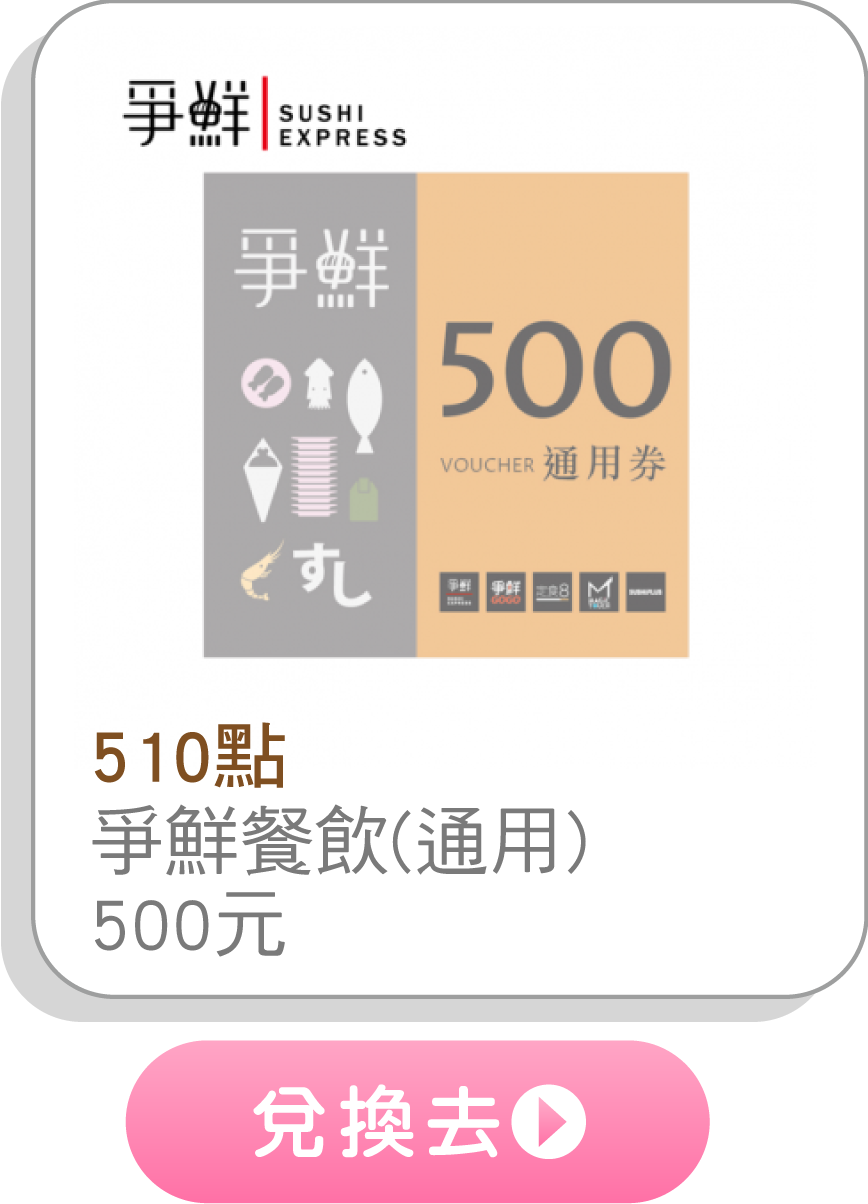 爭鮮 SUSHI
EXPRESS
爭鮮
500
VOUCHER 通用券
すし
爭鮮
SUSHI
EXPRESS
爭鮮
GOGO
定食8
MAGIC
TOUCH
SUSHiPLUS
510點
爭鮮餐飲(通用)
500元
兌換去